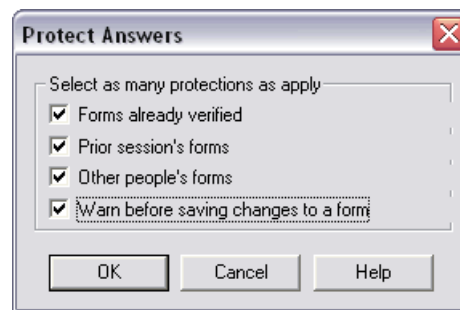 Protect Answers
Select as many protections as apply
Forms already verified
Prior session's forms
Other people's forms
Warn before saving changes to a form
OK Cancel Help